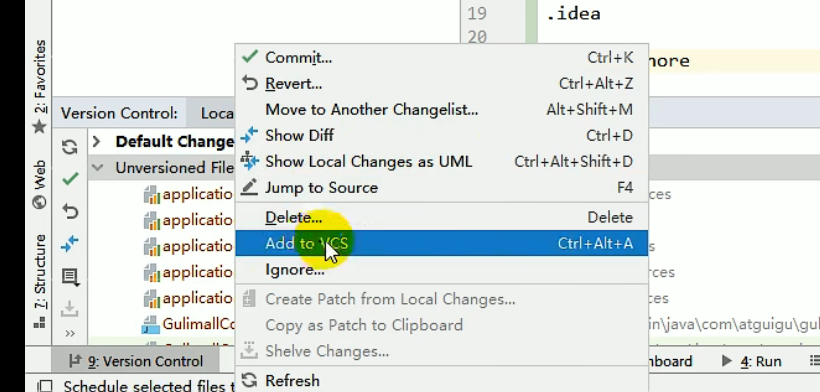 19
.idea
20
nore
Commit... Ctrl+K
Revert... Ctrl+Alt+Z
Move to Another Changelist... Alt+Shift+M
Show Diff Ctrl+D
Show Local Changes as UML Ctrl+Alt+Shift+D
Jump to Source F4
Delete... Delete
Add to VCS Ctrl+Alt+A
Ignore...
Create Patch from Local Changes...
Copy as Patch to Clipboard
Shelve Changes...
Refresh
2: Favorites
Web
7: Structure
Version Control: Loca
Default Change
Unversioned File
applicatio
applicatio
applicatio
applicatio
applicatio
GulimallCo
rces
s
rces
es
in\java\com\atguigu\guli
9: Version Control
nboard
4: Run
Schedule selected files t